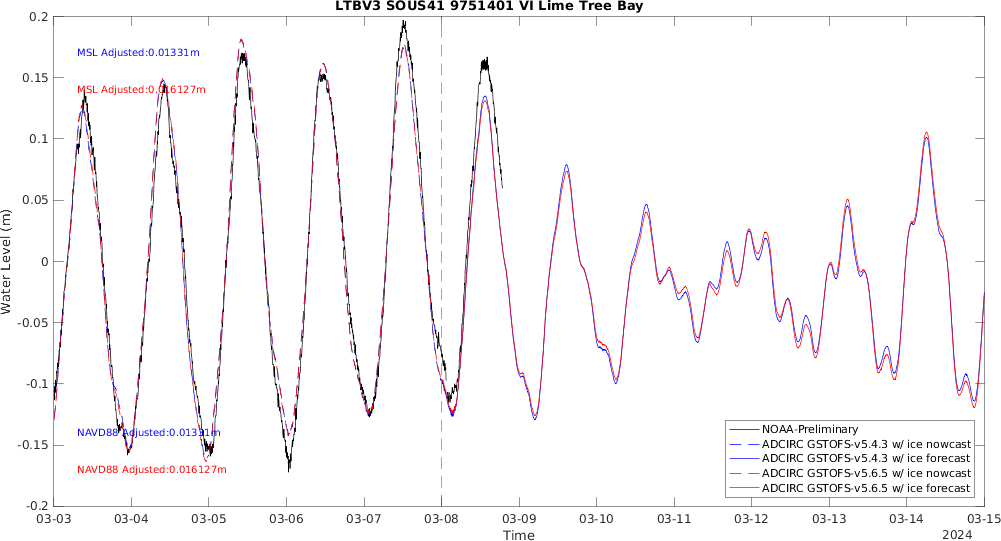 LTBV3 SOUS41 9751401 VI Lime Tree Bay
0.2
0.15
0.1
0.05
0
-0.05
-0.1
-0.15
-0.2
Water Level (m)
MSL Adjusted:0.01331m
MSL Adjusted:0.016127m
NAVD88 Adjusted:0.01331m
NAVD88 Adjusted:0.016127m
NOAA-Preliminary
ADCIRC GSTOFS-v5.4.3 w/ ice nowcast
ADCIRC GSTOFS-v5.4.3 w/ ice forecast
ADCIRC GSTOFS-v5.6.5 w/ ice nowcast
ADCIRC GSTOFS-v5.6.5 w/ ice forecast
03-03 03-04 03-05 03-06 03-07 03-08 03-09 03-10 03-11 03-12 03-13 03-14 03-15
Time
2024